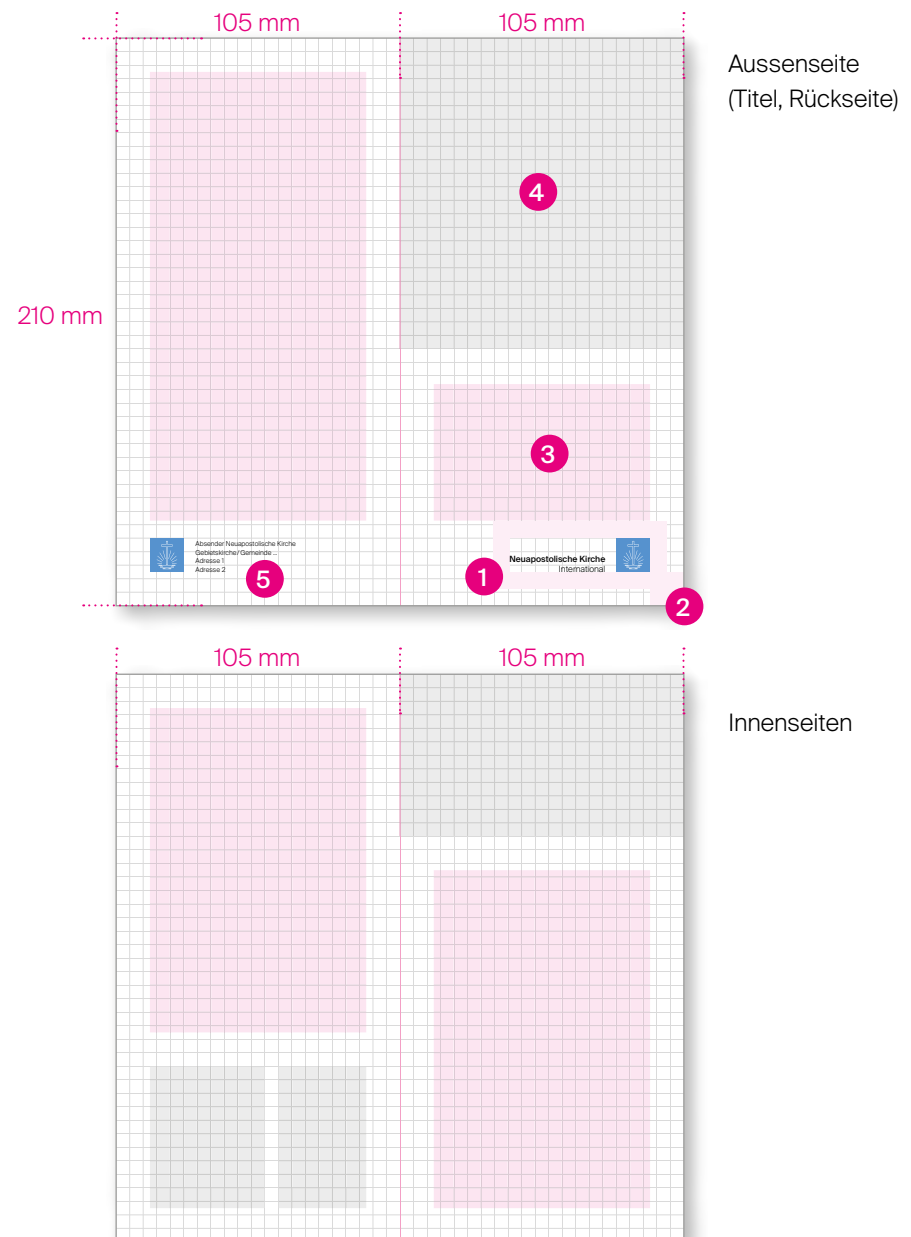 105 mm
105 mm
Aussenseite
(Titel, Rückseite)
4
210 mm
3
Absender Neuapostolische Kirche
Gebietskirche/Gemeinde ...
Adresse 1
Adresse 2
5
1
Neuapostolische Kirche
International
2
105 mm
105 mm
Innenseiten